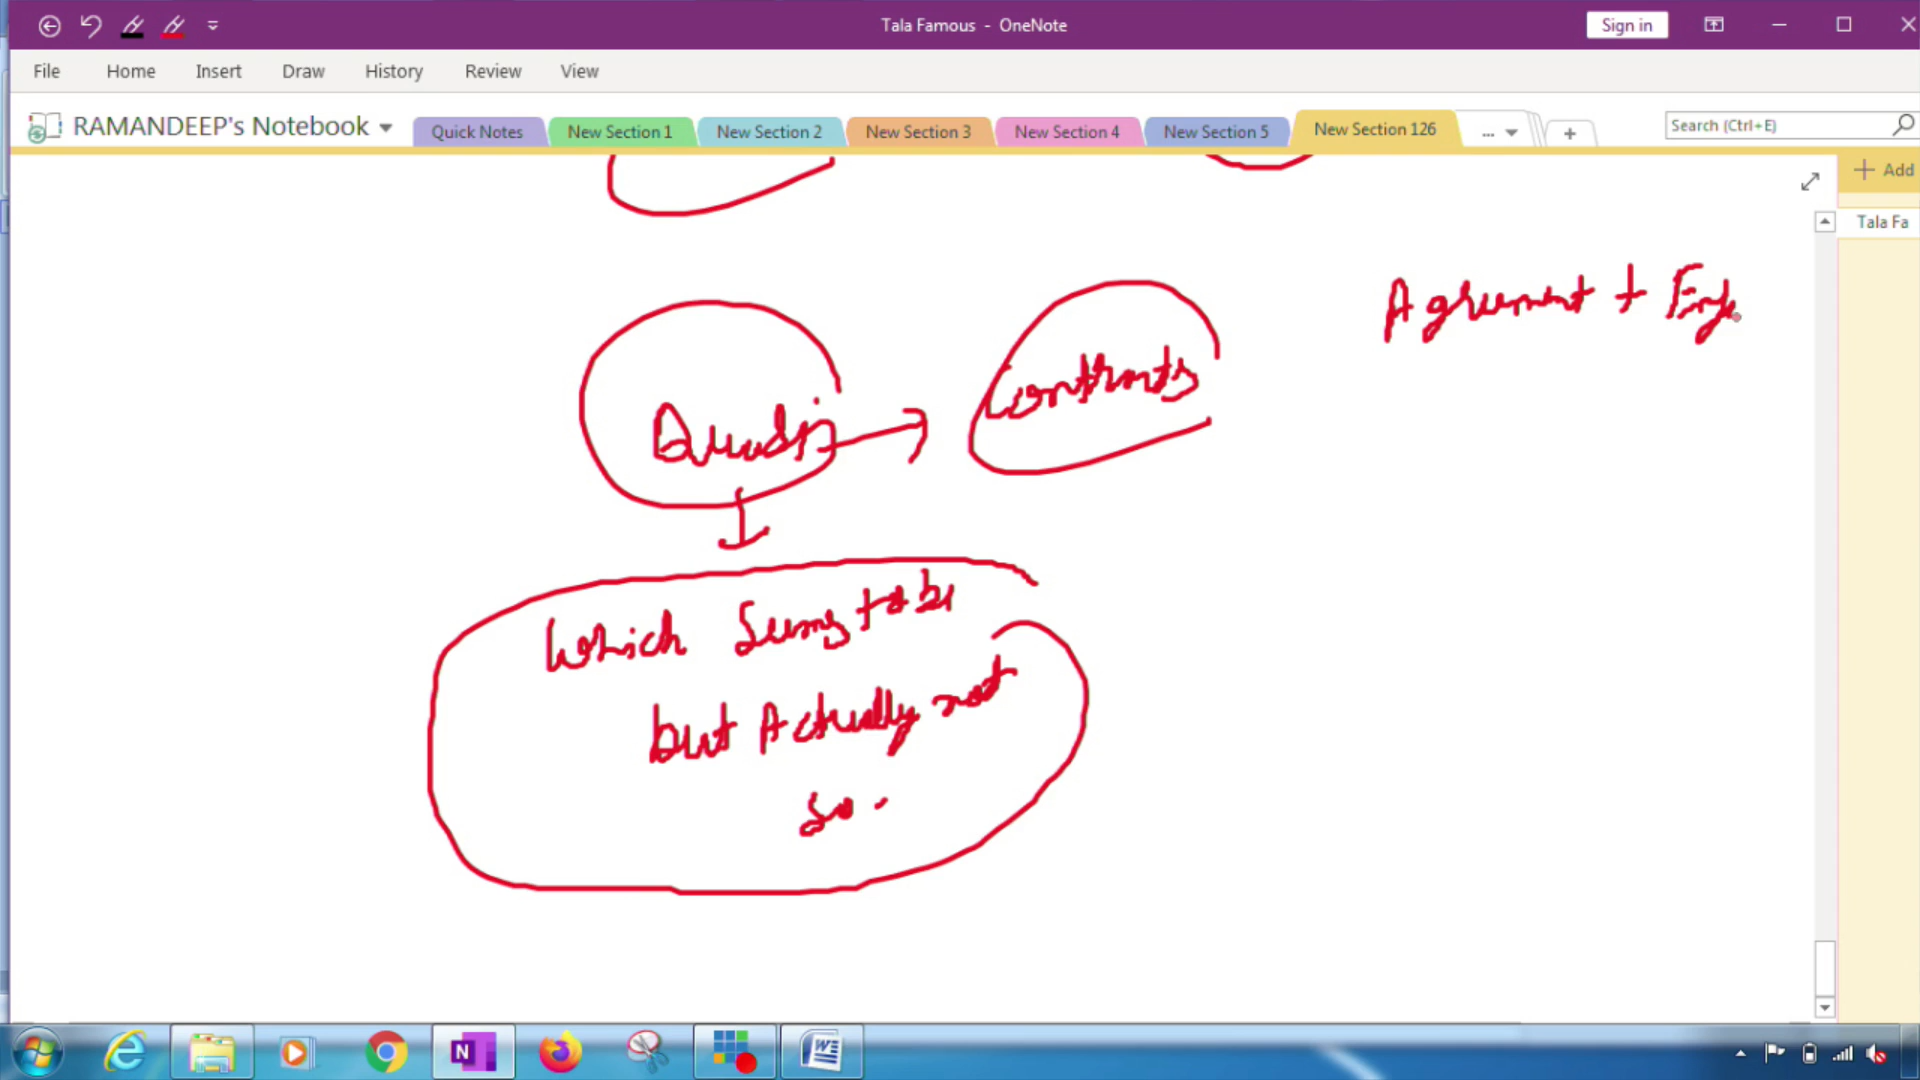 Tala Famous - OneNote
Sign in
File Home Insert Draw History Review View
RAMANDEEP's Notebook Quick Notes New Section 1 New Section 2 New Section 3 New Section 4 New Section 5 New Section 126 ... + Search (Ctrl+E)
+ Add
Tala Fa
Agreement +
Quasi Contracts
Which Seems to be
but Actually not
so